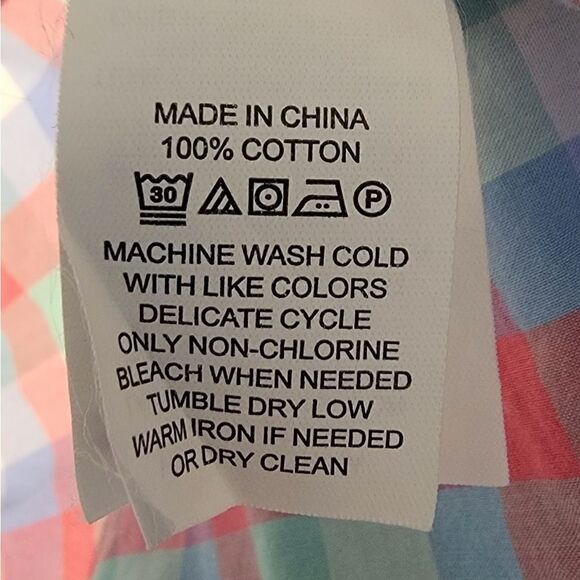 MADE IN CHINA
100% COTTON
30 P
MACHINE WASH COLD
WITH LIKE COLORS
DELICATE CYCLE
ONLY NON-CHLORINE
BLEACH WHEN NEEDED
TUMBLE DRY LOW
WARM IRON IF NEEDED
OR DRY CLEAN